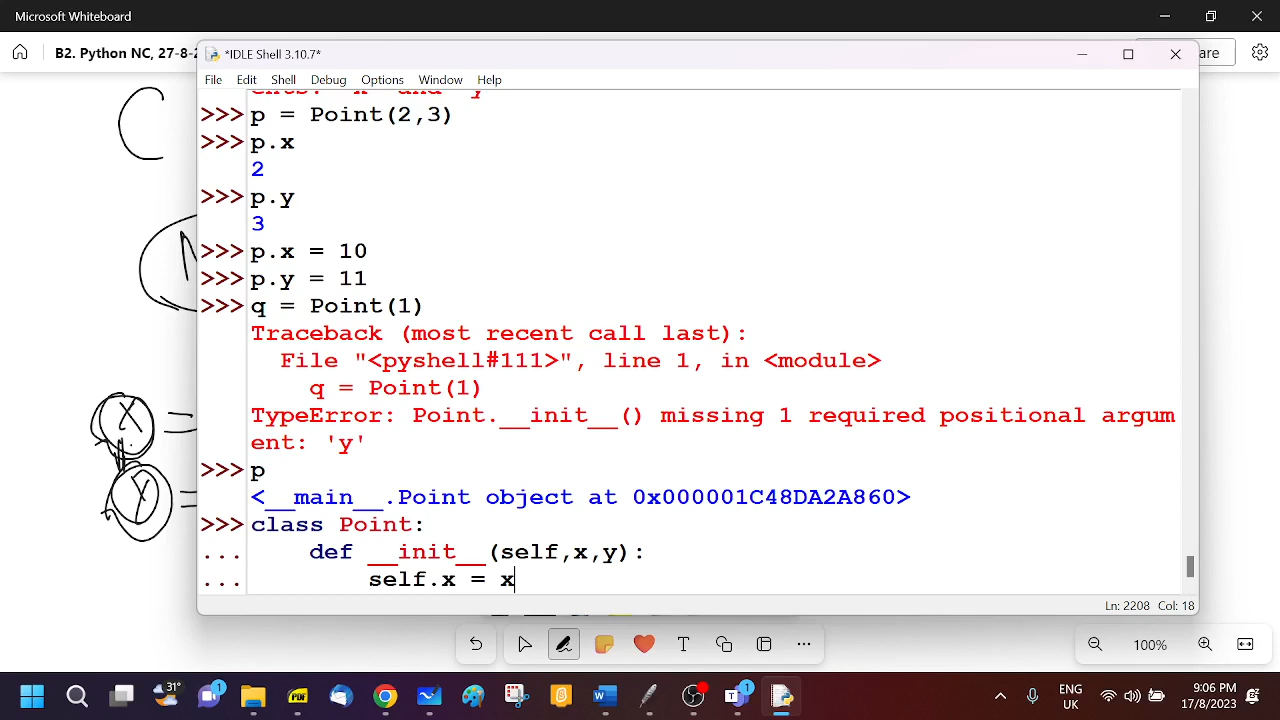 Microsoft Whiteboard
B2. Python NC, 27-8-2
are
*IDLE Shell 3.10.7*
File Edit Shell Debug Options Window Help
>>> p = Point(2,3)
>>> p.x
2
>>> p.y
3
>>> p.x = 10
>>> p.y = 11
>>> q = Point(1)
Traceback (most recent call last):
File "<pyshell#111>", line 1, in <module>
q = Point(1)
TypeError: Point.__init__() missing 1 required positional argum
ent: 'y'
>>> p
<__main__.Point object at 0x000001C48DA2A860>
>>> class Point:
... def __init__(self,x,y):
... self.x = x
Ln: 2208 Col: 18
C
N
X =
Y =
T
100%
31°
1
PDF
1
ENG
UK
9:06 PM
17/8/2023